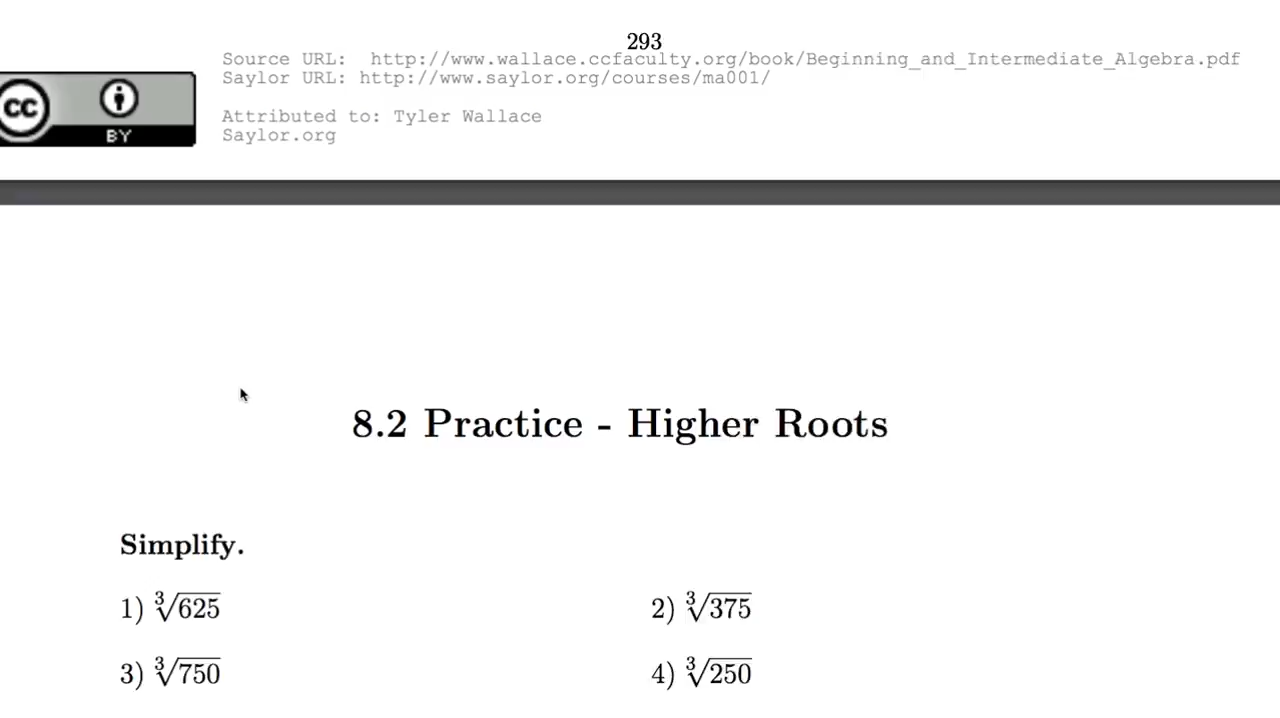 293
Source URL: http://www.wallace.ccfaculty.org/book/Beginning_and_Intermediate_Algebra.pdf
Saylor URL: http://www.saylor.org/courses/ma001/
Attributed to: Tyler Wallace
Saylor.org
cc
BY
8.2 Practice - Higher Roots
Simplify.
1) ∛625 2) ∛375
3) ∛750 4) ∛250